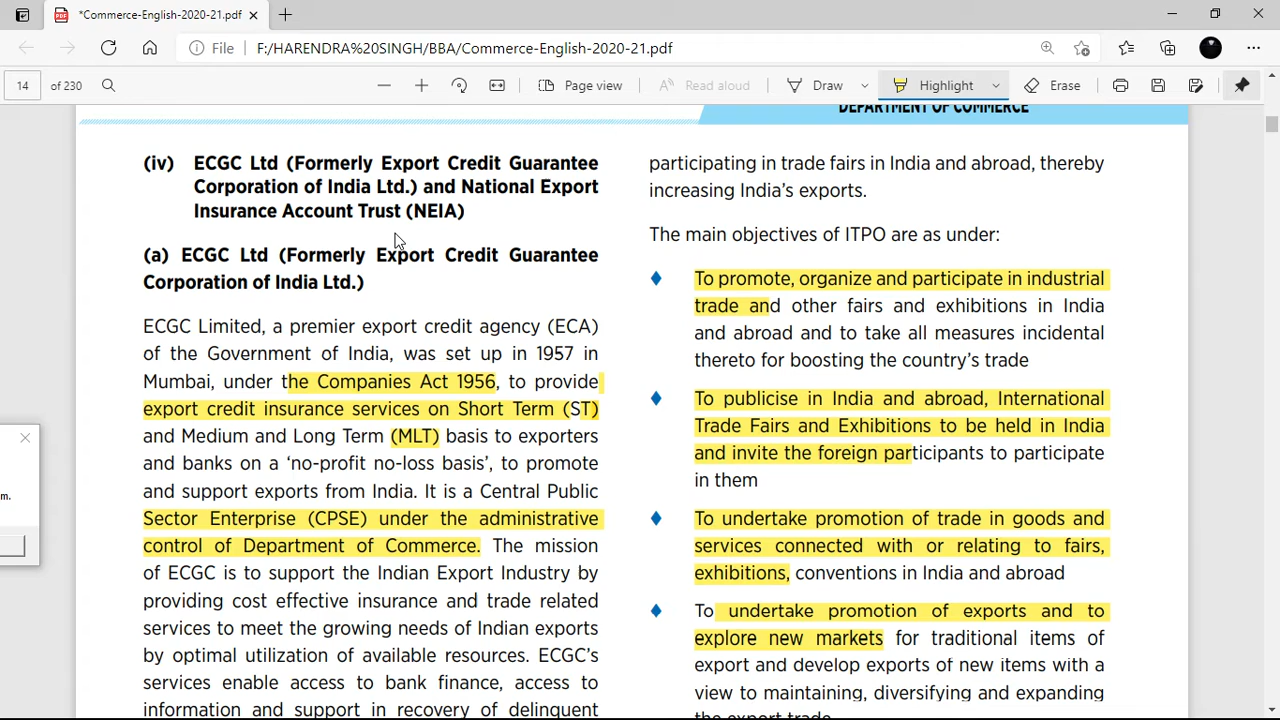 *Commerce-English-2020-21.pdf
File F:/HARENDRA%20SINGH/BBA/Commerce-English-2020-21.pdf
14 of 230 Page view Read aloud Draw Highlight Erase
DEPARTMENT OF COMMERCE
(iv) ECGC Ltd (Formerly Export Credit Guarantee
Corporation of India Ltd.) and National Export
Insurance Account Trust (NEIA)
(a) ECGC Ltd (Formerly Export Credit Guarantee
Corporation of India Ltd.)
ECGC Limited, a premier export credit agency (ECA)
of the Government of India, was set up in 1957 in
Mumbai, under the Companies Act 1956, to provide
export credit insurance services on Short Term (ST)
and Medium and Long Term (MLT) basis to exporters
and banks on a ‘no-profit no-loss basis’, to promote
and support exports from India. It is a Central Public
Sector Enterprise (CPSE) under the administrative
control of Department of Commerce. The mission
of ECGC is to support the Indian Export Industry by
providing cost effective insurance and trade related
services to meet the growing needs of Indian exports
by optimal utilization of available resources. ECGC’s
services enable access to bank finance, access to
information and support in recovery of delinquent
participating in trade fairs in India and abroad, thereby
increasing India’s exports.
The main objectives of ITPO are as under:
To promote, organize and participate in industrial
trade and other fairs and exhibitions in India
and abroad and to take all measures incidental
thereto for boosting the country’s trade
To publicise in India and abroad, International
Trade Fairs and Exhibitions to be held in India
and invite the foreign participants to participate
in them
To undertake promotion of trade in goods and
services connected with or relating to fairs,
exhibitions, conventions in India and abroad
To undertake promotion of exports and to
explore new markets for traditional items of
export and develop exports of new items with a
view to maintaining, diversifying and expanding
the export trade
m.